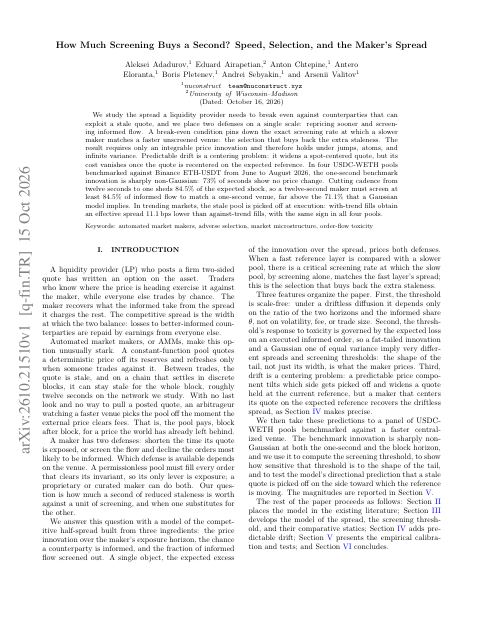 How Much Screening Buys a Second? Speed, Selection, and the Maker's Spread
Aleksei Adadurov,¹ Eduard Airapetian,² Anton Chtepine,¹ Antero
Eloranta,¹ Boris Pletenev,¹ Andrei Sebyakin,¹ and Arsenii Valitov¹
¹nuconstruct team@nuconstruct.xyz
²University of Wisconsin-Madison
(Dated: October 16, 2026)
We study the spread a liquidity provider needs to break even against counterparties that can
exploit a stale quote, and we place two defenses on a single scale: repricing sooner and screen-
ing informed flow. A break-even condition pins down the exact screening rate at which a slower
maker matches a faster unscreened venue: the selection that buys back the extra staleness. The
result requires only an integrable price innovation and therefore holds under jumps, atoms, and
infinite variance. Predictable drift is a centering problem: it widens a spot-centered quote, but its
cost vanishes once the quote is recentered on the expected reference. In four USDC-WETH pools
benchmarked against Binance ETH-USDT from June to August 2026, the one-second benchmark
innovation is sharply non-Gaussian: 73% of seconds show no price change. Cutting cadence from
twelve seconds to one sheds 84.5% of the expected shock, so a twelve-second maker must screen at
least 84.5% of informed flow to match a one-second venue, far above the 71.1% that a Gaussian
model implies. In trending markets, the stale pool is picked off at execution: with-trend fills obtain
an effective spread 11.1 bps lower than against-trend fills, with the same sign in all four pools.
Keywords: automated market makers, adverse selection, market microstructure, order-flow toxicity
I. INTRODUCTION
A liquidity provider (LP) who posts a firm two-sided
quote has written an option on the asset. Traders
who know where the price is heading exercise it against
the maker, while everyone else trades by chance. The
maker recovers what the informed take from the spread
it charges the rest. The competitive spread is the width
at which the two balance: losses to better-informed coun-
terparties are repaid by earnings from everyone else.
Automated market makers, or AMMs, make this op-
tion unusually stark. A constant-function pool quotes
a deterministic price off its reserves and refreshes only
when someone trades against it. Between trades, the
quote is stale, and on a chain that settles in discrete
blocks, it can stay stale for the whole block, roughly
twelve seconds on the network we study. With no last
look and no way to pull a posted quote, an arbitrageur
watching a faster venue picks the pool off the moment the
external price clears fees. That is, the pool pays, block
after block, for a price the world has already left behind.
A maker has two defenses: shorten the time its quote
is exposed, or screen the flow and decline the orders most
likely to be informed. Which defense is available depends
on the venue. A permissionless pool must fill every order
that clears its invariant, so its only lever is exposure; a
proprietary or curated maker can do both. Our ques-
tion is how much a second of reduced staleness is worth
against a unit of screening, and when one substitutes for
the other.
We answer this question with a model of the compet-
itive half-spread built from three ingredients: the price
innovation over the maker's exposure horizon, the chance
a counterparty is informed, and the fraction of informed
flow screened out. A single object, the expected excess
of the innovation over the spread, prices both defenses.
When a fast reference layer is compared with a slower
pool, there is a critical screening rate at which the slow
pool, by screening alone, matches the fast layer's spread;
this is the selection that buys back the extra staleness.
Three features organize the paper. First, the threshold
is scale-free: under a driftless diffusion it depends only
on the ratio of the two horizons and the informed share
θ, not on volatility, fee, or trade size. Second, the thresh-
old's response to toxicity is governed by the expected loss
on an executed informed order, so a fat-tailed innovation
and a Gaussian one of equal variance imply very differ-
ent spreads and screening thresholds: the shape of the
tail, not just its width, is what the maker prices. Third,
drift is a centering problem: a predictable price compo-
nent tilts which side gets picked off and widens a quote
held at the current reference, but a maker that centers
its quote on the expected reference recovers the driftless
spread, as Section IV makes precise.
We then take these predictions to a panel of USDC-
WETH pools benchmarked against a faster central-
ized venue. The benchmark innovation is sharply non-
Gaussian at both the one-second and the block horizon,
and we use it to compute the screening threshold, to show
how sensitive that threshold is to the shape of the tail,
and to test the model's directional prediction that a stale
quote is picked off on the side toward which the reference
is moving. The magnitudes are reported in Section V.
The rest of the paper proceeds as follows: Section II
places the model in the existing literature; Section III
develops the model of the spread, the screening thresh-
old, and their comparative statics; Section IV adds pre-
dictable drift; Section V presents the empirical calibra-
tion and tests; and Section VI concludes.
arXiv:2610.21510v1 [q-fin.TR] 15 Oct 2026